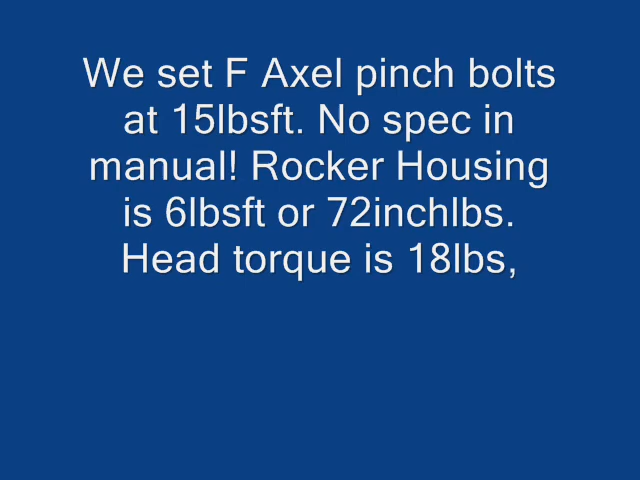 We set F Axel pinch bolts
at 15lbsft. No spec in
manual! Rocker Housing
is 6lbsft or 72inchlbs.
Head torque is 18lbs,